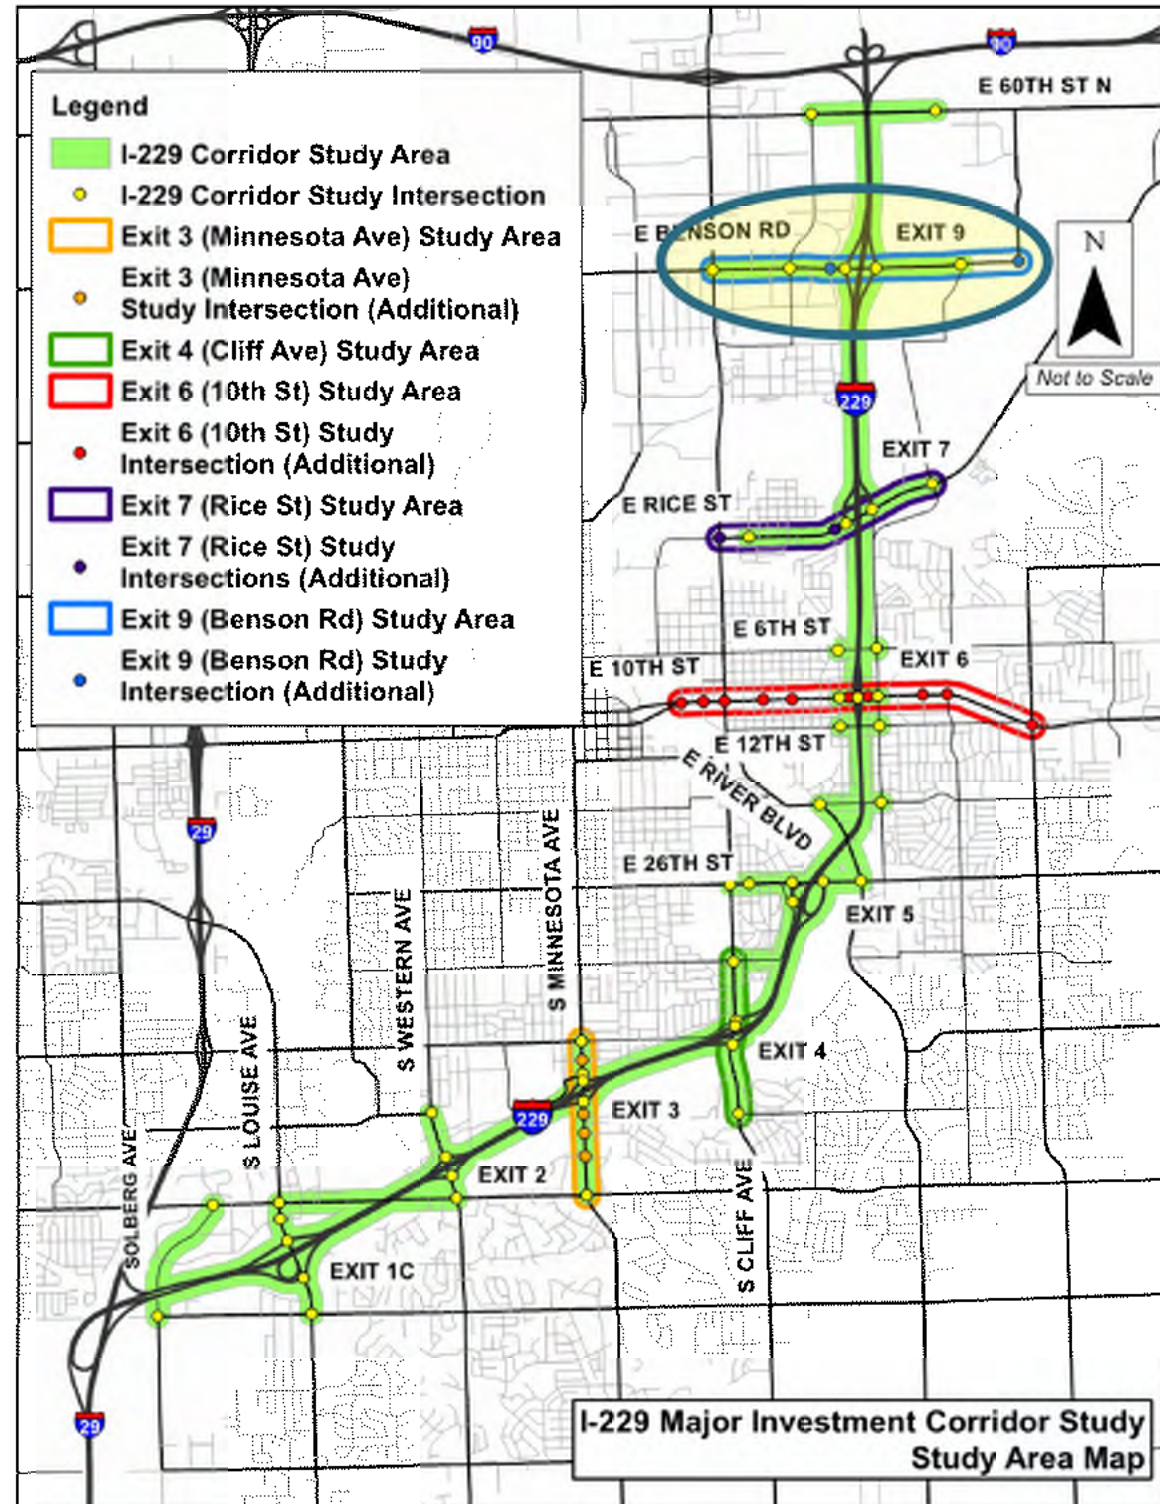 90
90
E 60TH ST N
Legend
I-229 Corridor Study Area
I-229 Corridor Study Intersection
Exit 3 (Minnesota Ave) Study Area
Exit 3 (Minnesota Ave)
Study Intersection (Additional)
Exit 4 (Cliff Ave) Study Area
Exit 6 (10th St) Study Area
Exit 6 (10th St) Study
Intersection (Additional)
Exit 7 (Rice St) Study Area
Exit 7 (Rice St) Study
Intersections (Additional)
Exit 9 (Benson Rd) Study Area
Exit 9 (Benson Rd) Study
Intersection (Additional)
E BENSON RD
EXIT 9
N
Not to Scale
229
EXIT 7
E RICE ST
E 6TH ST
EXIT 6
E 10TH ST
E 12TH ST
E RIVER BLVD
29
E 26TH ST
S MINNESOTA AVE
S WESTERN AVE
EXIT 5
S LOUISE AVE
EXIT 4
EXIT 3
229
SOLBERG AVE
EXIT 2
S CLIFF AVE
EXIT 1C
29
I-229 Major Investment Corridor Study
Study Area Map